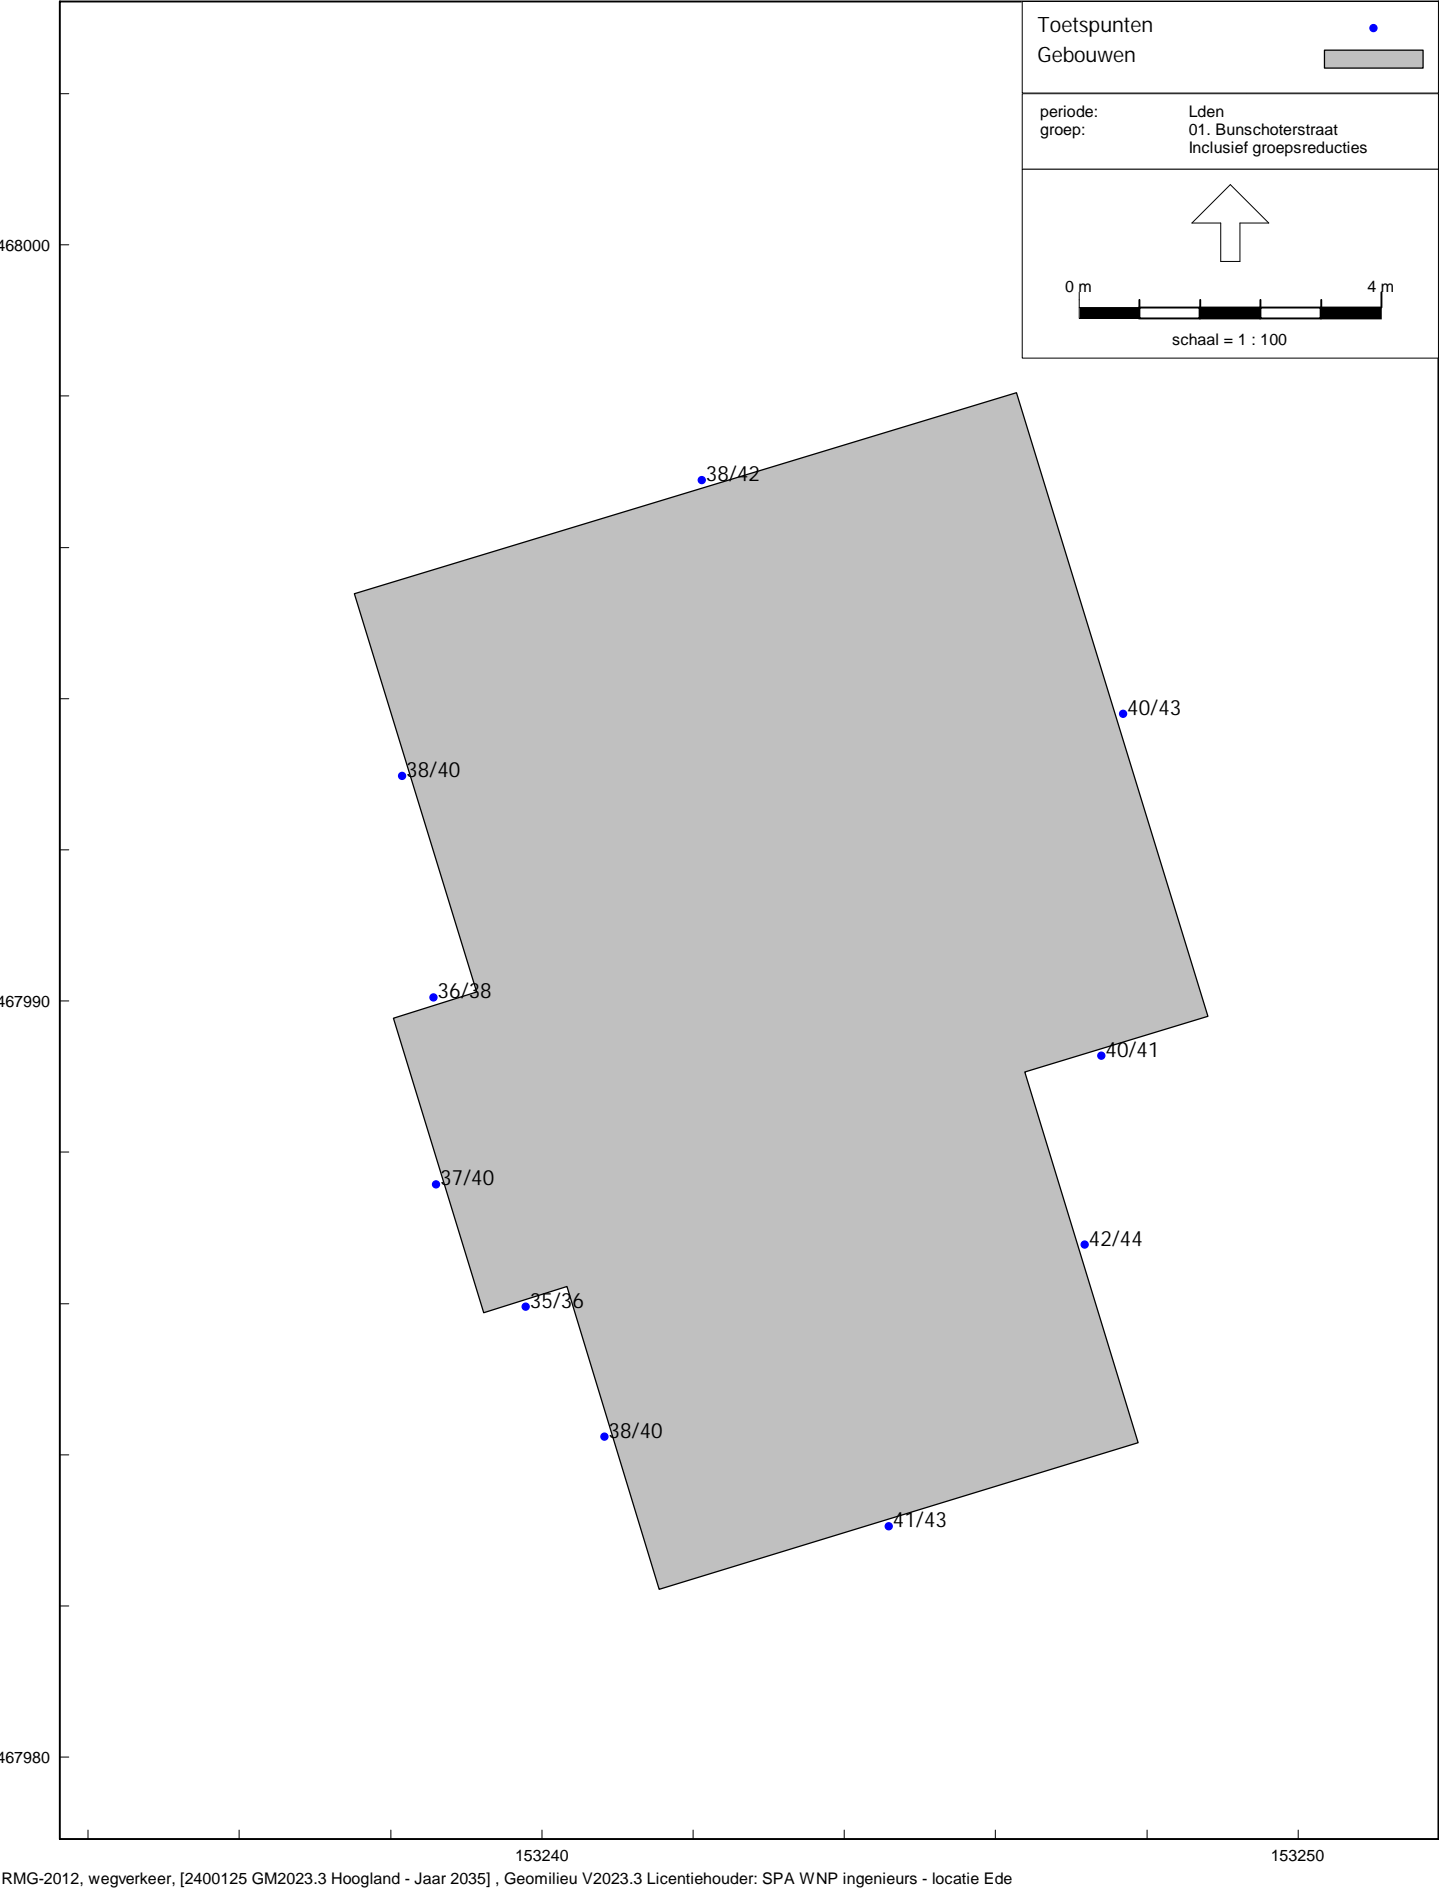 Toetspunten
Gebouwen
periode: Lden
groep: 01. Bunschoterstraat
Inclusief groepsreducties
0 m 4 m
schaal = 1 : 100
468000
38/42
40/43
38/40
36/38
467990
40/41
37/40
42/44
35/36
38/40
41/43
467980
153240 153250
RMG-2012, wegverkeer, [2400125 GM2023.3 Hoogland - Jaar 2035] , Geomilieu V2023.3 Licentiehouder: SPA WNP ingenieurs - locatie Ede